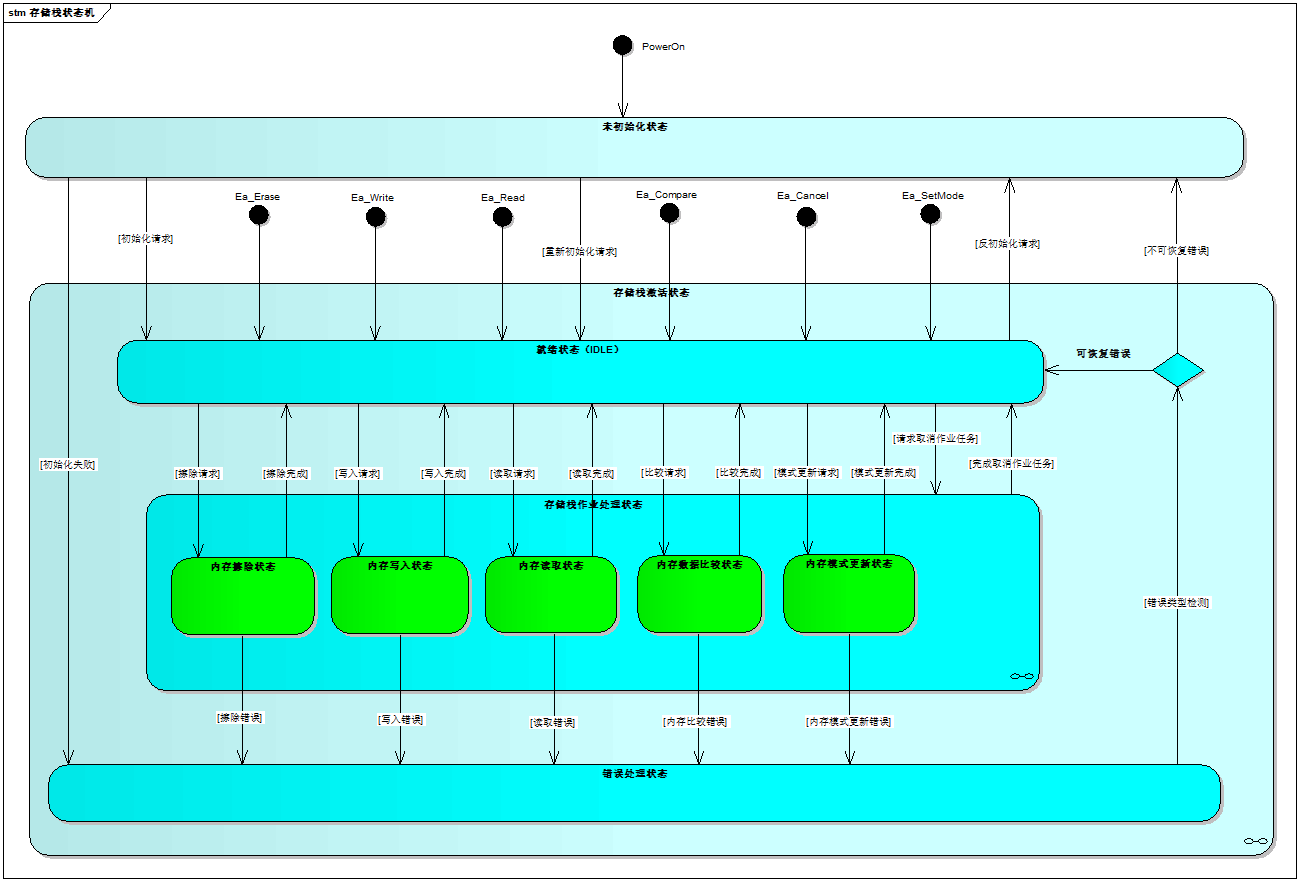 stm 存储栈状态机
PowerOn
未初始化状态
Ea_Erase
Ea_Write
Ea_Read
Ea_Compare
Ea_Cancel
Ea_SetMode
[初始化请求]
[重新初始化请求]
[反初始化请求]
[不可恢复错误]
存储栈激活状态
就绪状态（IDLE）
可恢复错误
[初始化失败]
[擦除请求]
[擦除完成]
[写入请求]
[写入完成]
[读取请求]
[读取完成]
[比较请求]
[比较完成]
[模式更新请求]
[模式更新完成]
[请求取消作业任务]
[完成取消作业任务]
存储栈作业处理状态
内存擦除状态
内存写入状态
内存读取状态
内存数据比较状态
内存模式更新状态
[错误类型检测]
[擦除错误]
[写入错误]
[读取错误]
[内存比较错误]
[内存模式更新错误]
错误处理状态